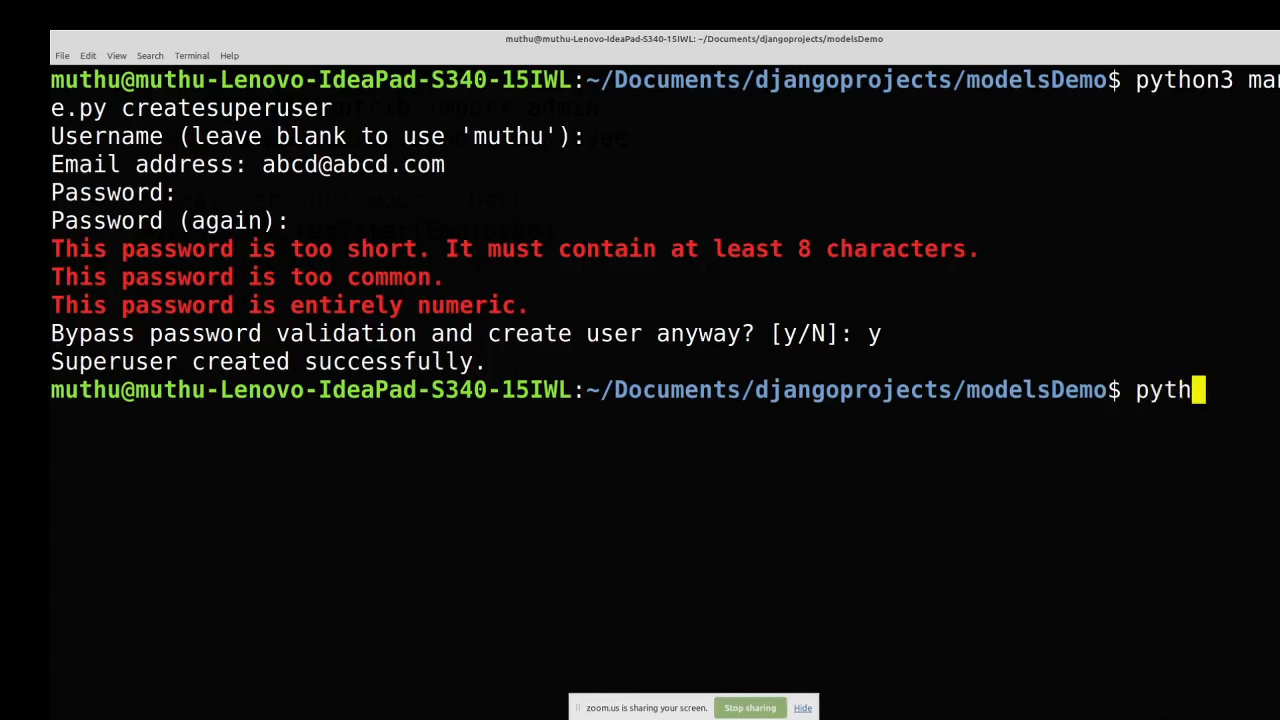 muthu@muthu-Lenovo-IdeaPad-S340-15IWL: ~/Documents/djangoprojects/modelsDemo
File Edit View Search Terminal Help
muthu@muthu-Lenovo-IdeaPad-S340-15IWL:~/Documents/djangoprojects/modelsDemo$ python3 man
e.py createsuperuser
Username (leave blank to use 'muthu'):
Email address: abcd@abcd.com
Password:
Password (again):
This password is too short. It must contain at least 8 characters.
This password is too common.
This password is entirely numeric.
Bypass password validation and create user anyway? [y/N]: y
Superuser created successfully.
muthu@muthu-Lenovo-IdeaPad-S340-15IWL:~/Documents/djangoprojects/modelsDemo$ pyth
zoom.us is sharing your screen. Stop sharing Hide